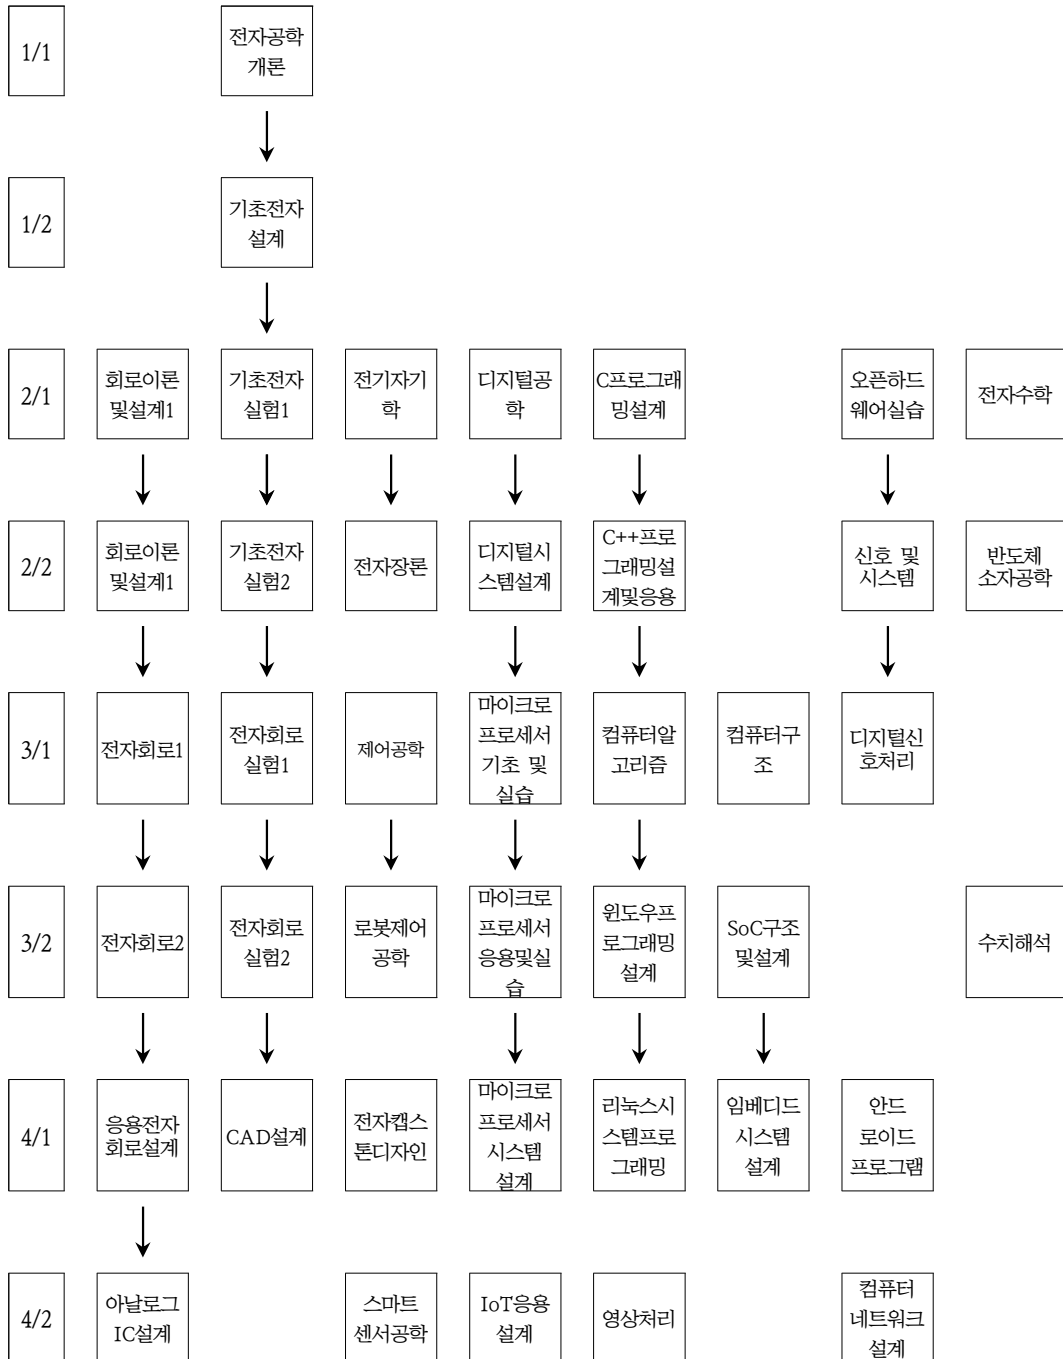 1/1
전자공학
개론
1/2
기초전자
설계
2/1
회로이론
및설계1
기초전자
실험1
전기자기
학
디지털공
학
C프로그래
밍설계
오픈하드
웨어실습
전자수학
2/2
회로이론
및설계1
기초전자
실험2
전자장론
디지털시
스템설계
C++프로
그래밍설
계및응용
신호 및
시스템
반도체
소자공학
3/1
전자회로1
전자회로
실험1
제어공학
마이크로
프로세서
기초 및
실습
컴퓨터알
고리즘
컴퓨터구
조
디지털신
호처리
3/2
전자회로2
전자회로
실험2
로봇제어
공학
마이크로
프로세서
응용및실
습
윈도우프
로그래밍
설계
SoC구조
및설계
수치해석
4/1
응용전자
회로설계
CAD설계
전자캡스
톤디자인
마이크로
프로세서
시스템
설계
리눅스시
스템프로
그래밍
임베디드
시스템
설계
안드
로이드
프로그램
4/2
아날로그
IC설계
스마트
센서공학
IoT응용
설계
영상처리
컴퓨터
네트워크
설계